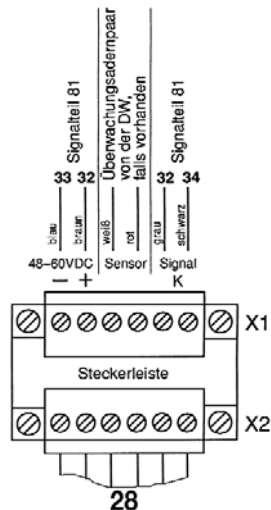 Signalteil 81
33 32
Überwachungsadernpaar
von der DW,
falls vorhanden
Signalteil 81
32 34
blau
braun
weiß
rot
grau
schwarz
48–60VDC
Sensor
Signal
– +
K
X1
Steckerleiste
X2
28